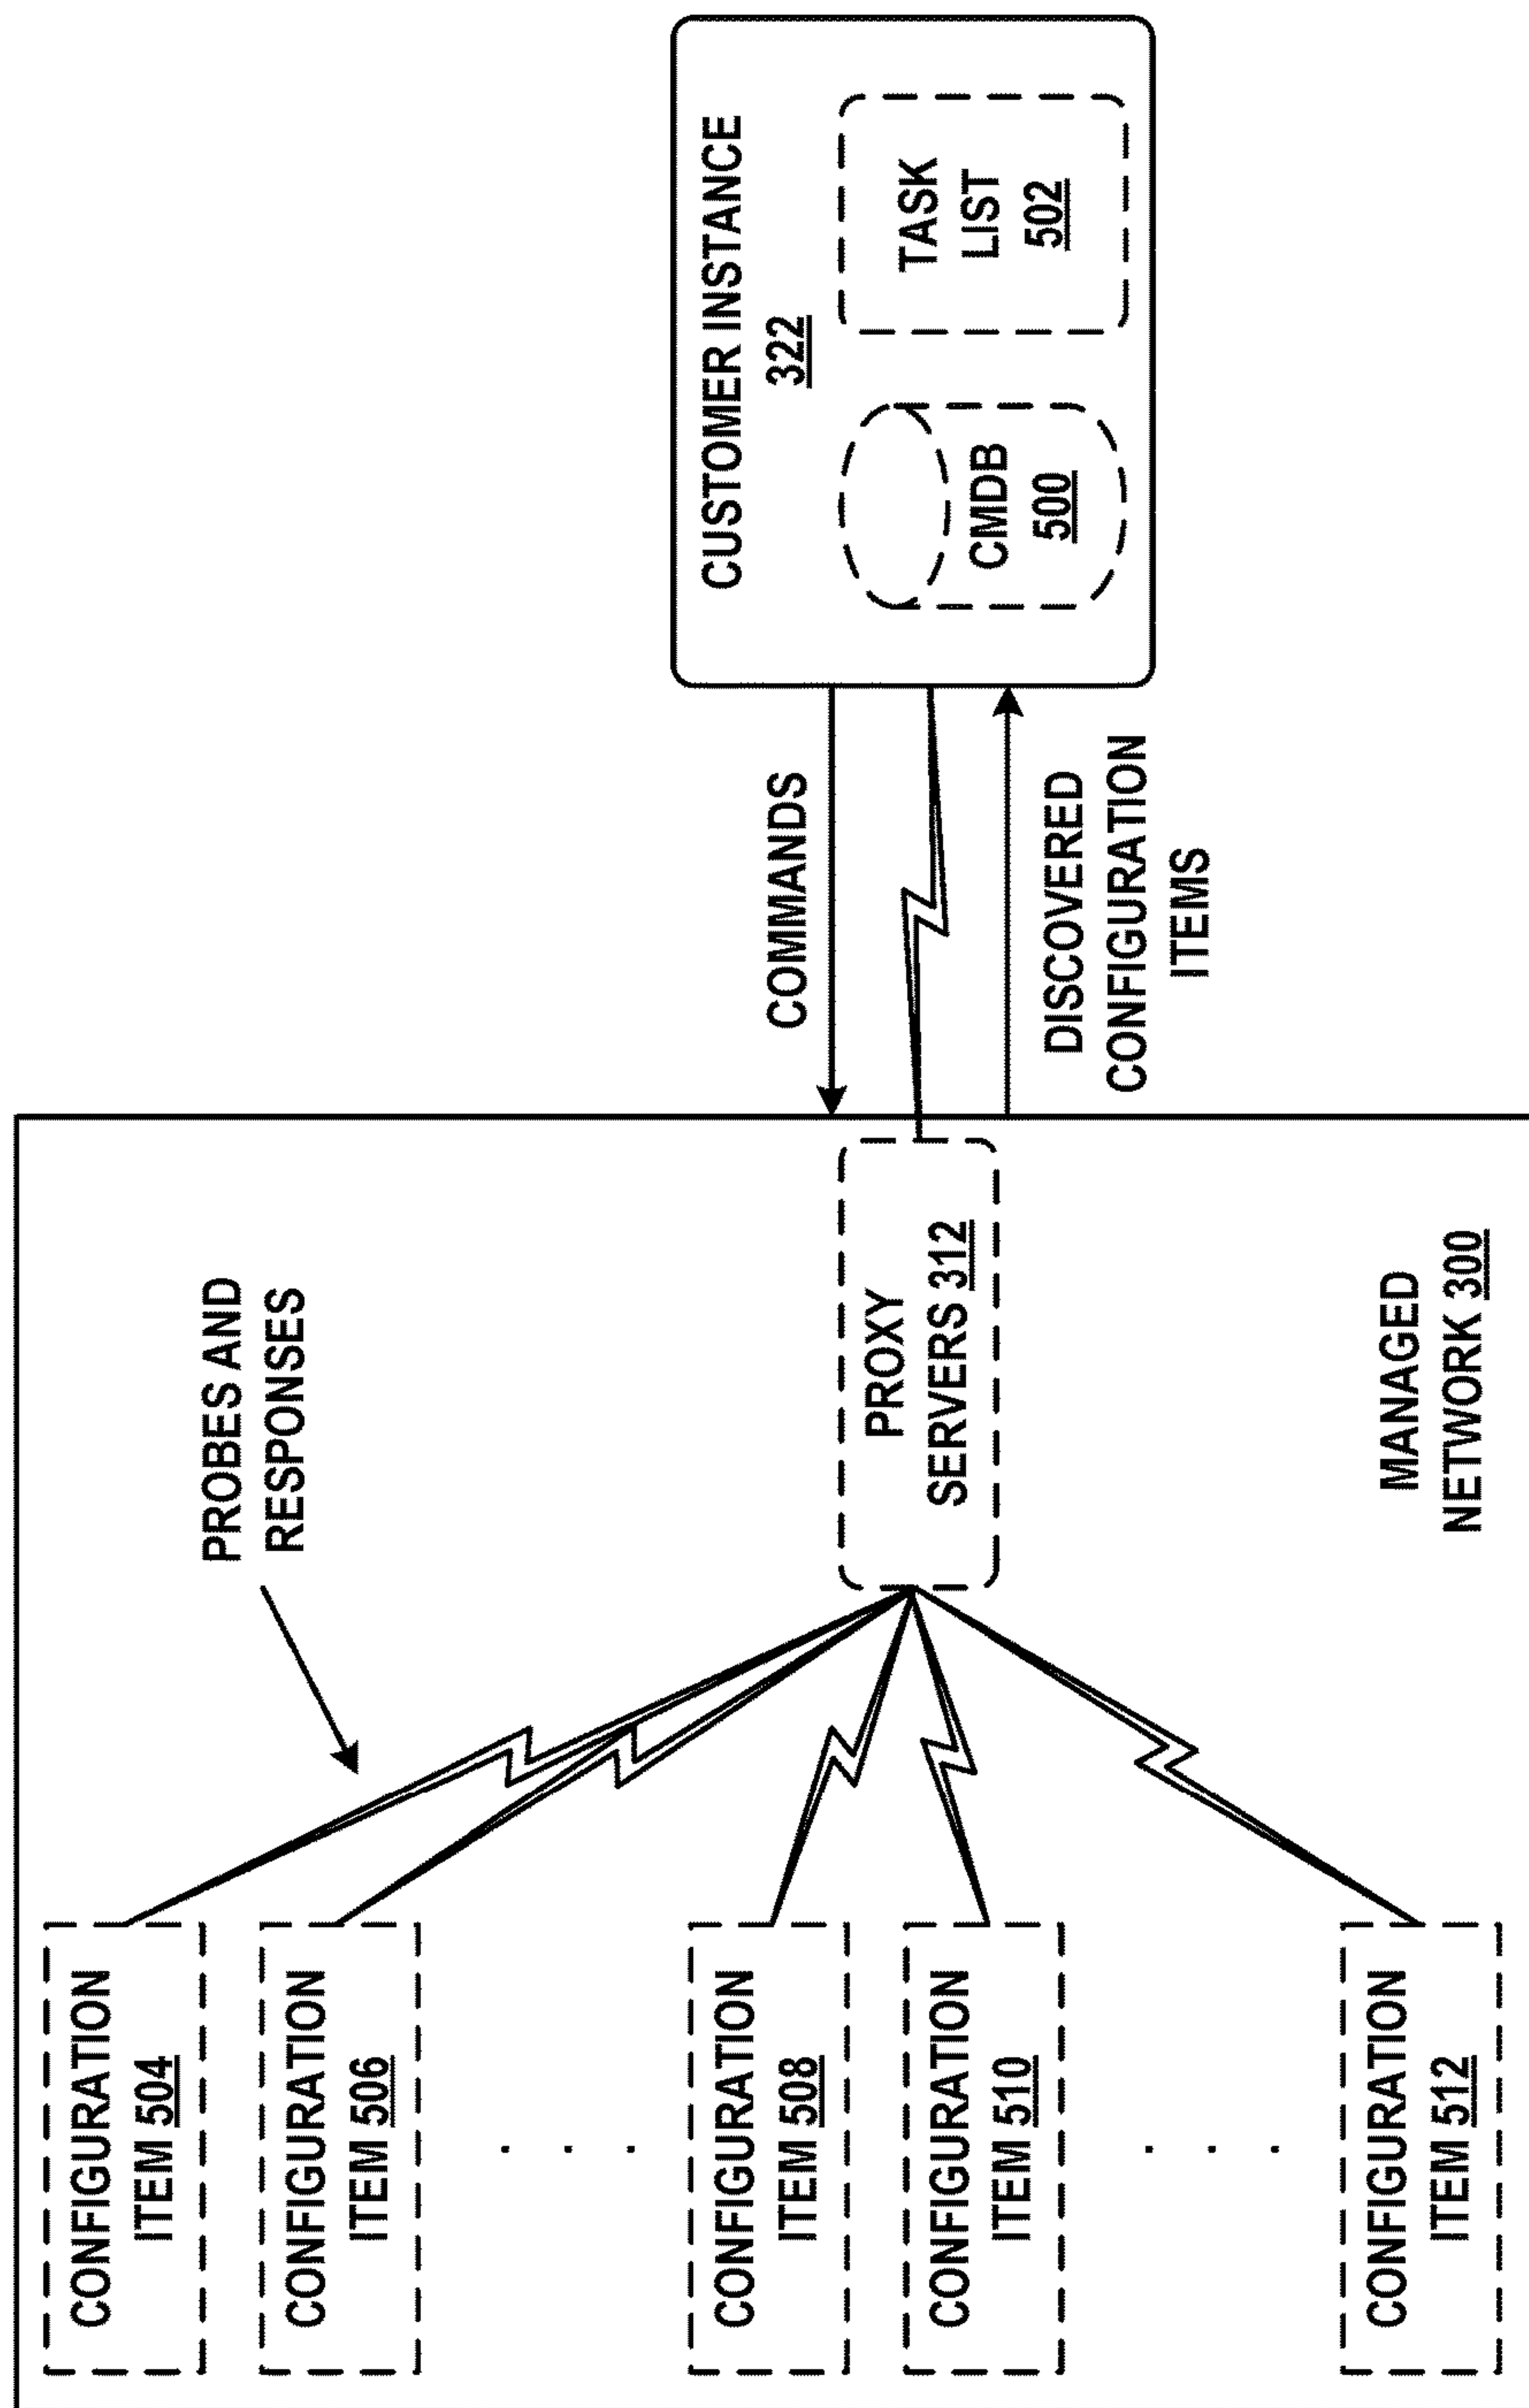 CUSTOMER INSTANCE
322
CMDB
500
TASK
LIST
502
COMMANDS
DISCOVERED
CONFIGURATION
ITEMS
PROBES AND
RESPONSES
PROXY
SERVERS 312
MANAGED
NETWORK 300
CONFIGURATION
ITEM 504
CONFIGURATION
ITEM 506
. . .
CONFIGURATION
ITEM 508
CONFIGURATION
ITEM 510
. . .
CONFIGURATION
ITEM 512